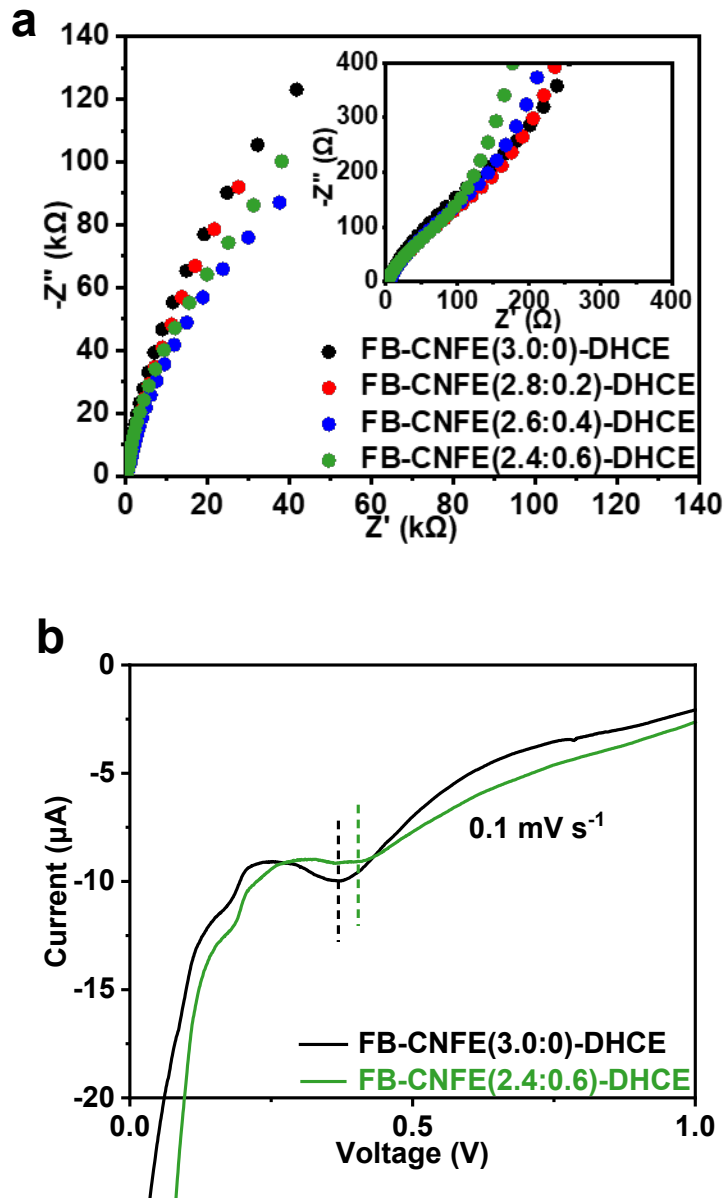 a
140
120
100
80
60
40
20
0
-Z" (kΩ)
0 20 40 60 80 100 120 140
Z' (kΩ)
400
300
200
100
0
-Z" (Ω)
0 100 200 300 400
Z' (Ω)
FB-CNFE(3.0:0)-DHCE
FB-CNFE(2.8:0.2)-DHCE
FB-CNFE(2.6:0.4)-DHCE
FB-CNFE(2.4:0.6)-DHCE
b
0
-5
-10
-15
-20
Current (μA)
0.1 mV s⁻¹
FB-CNFE(3.0:0)-DHCE
FB-CNFE(2.4:0.6)-DHCE
0.0 0.5 1.0
Voltage (V)